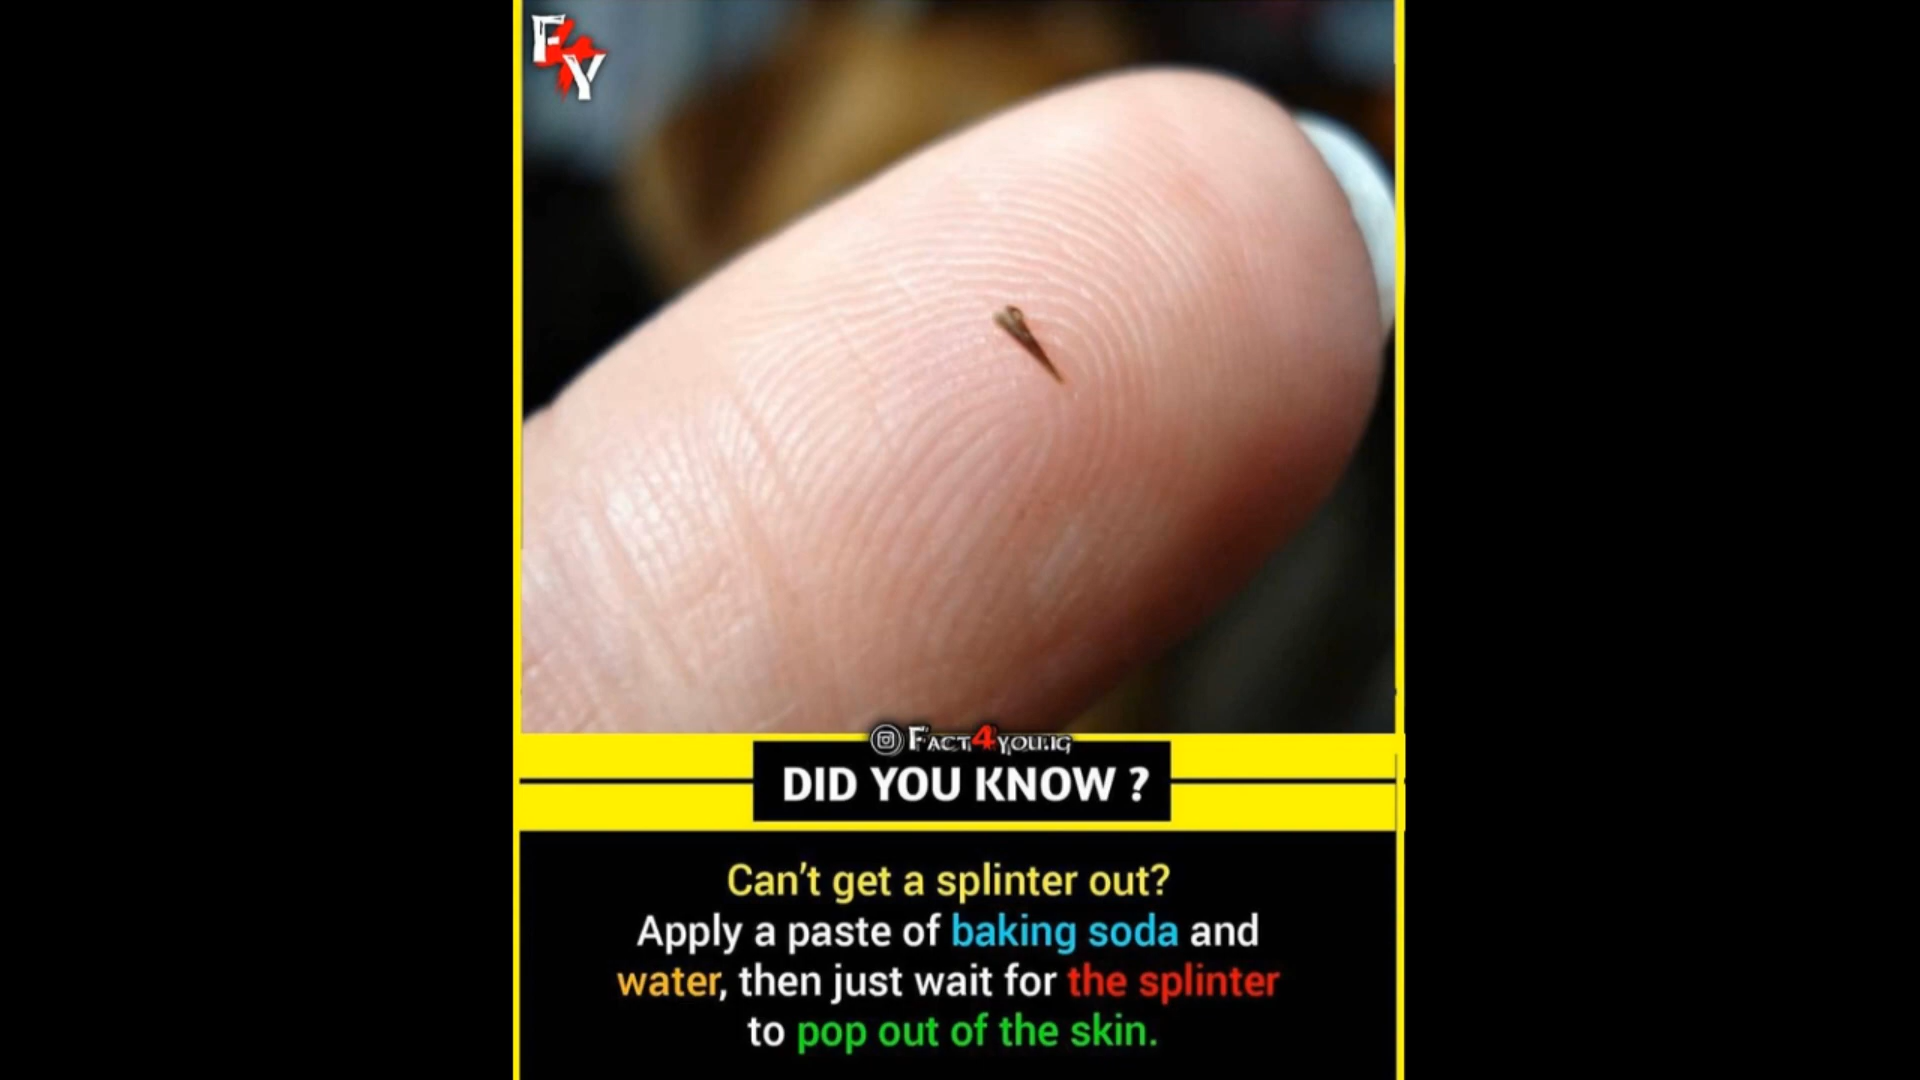 F4Y
Fact4you.ig
DID YOU KNOW ?
Can't get a splinter out?
Apply a paste of baking soda and
water, then just wait for the splinter
to pop out of the skin.